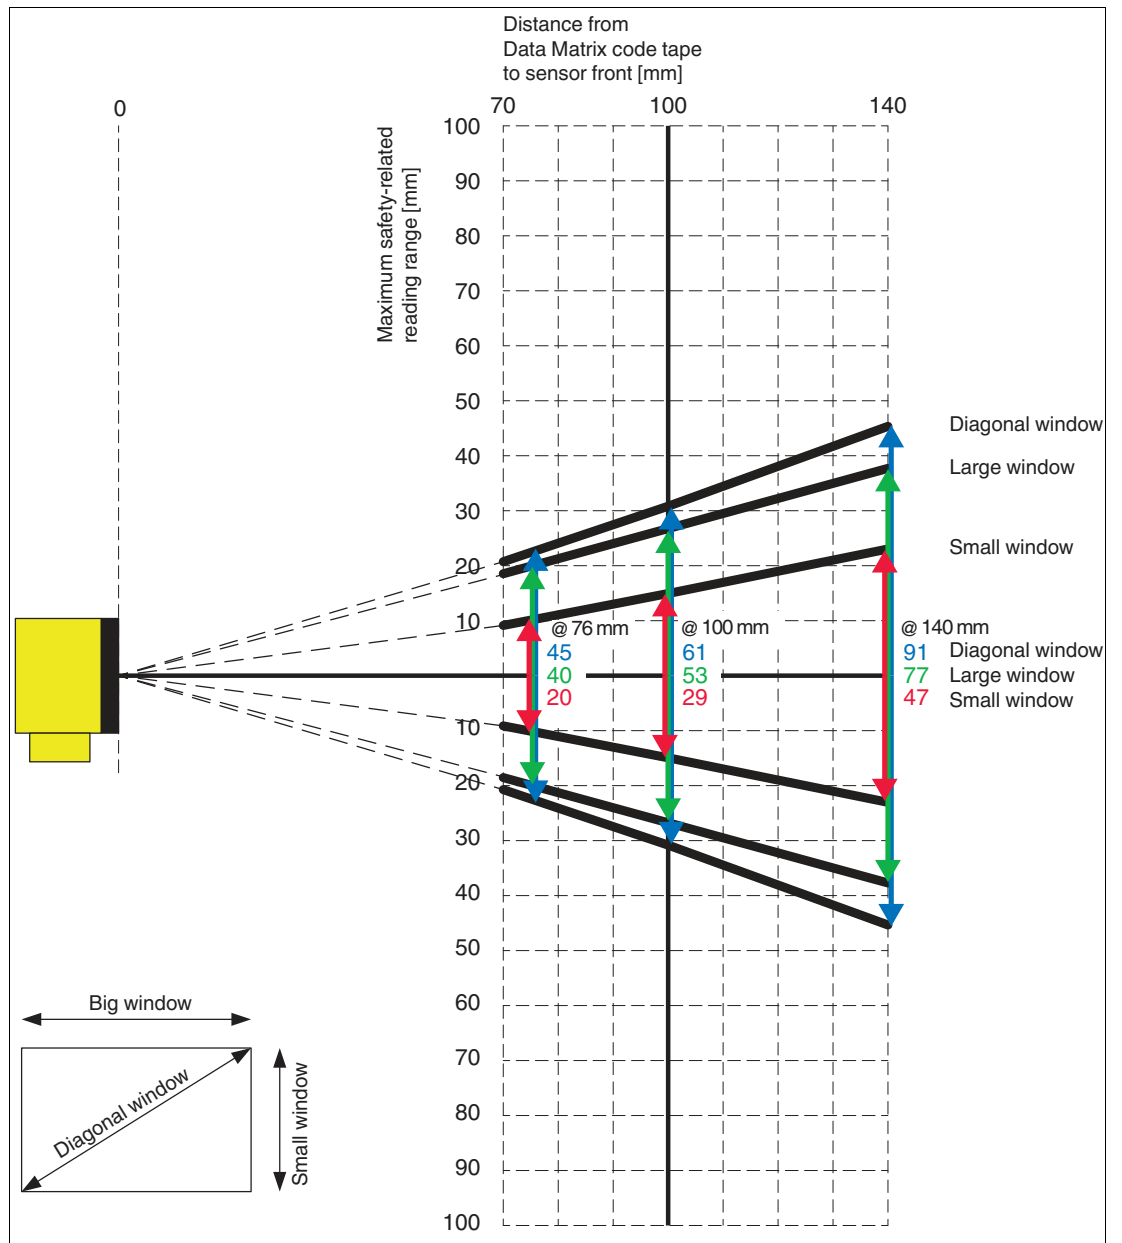 Distance from
Data Matrix code tape
to sensor front [mm]
0
70 100 140
Maximum safety-related
reading range [mm]
100
90
80
70
60
50
40
30
20
10
10
20
30
40
50
60
70
80
90
100
Diagonal window
Large window
Small window
@ 76 mm
45
40
20
@ 100 mm
61
53
29
@ 140 mm
91 Diagonal window
77 Large window
47 Small window
Big window
Diagonal window
Small window